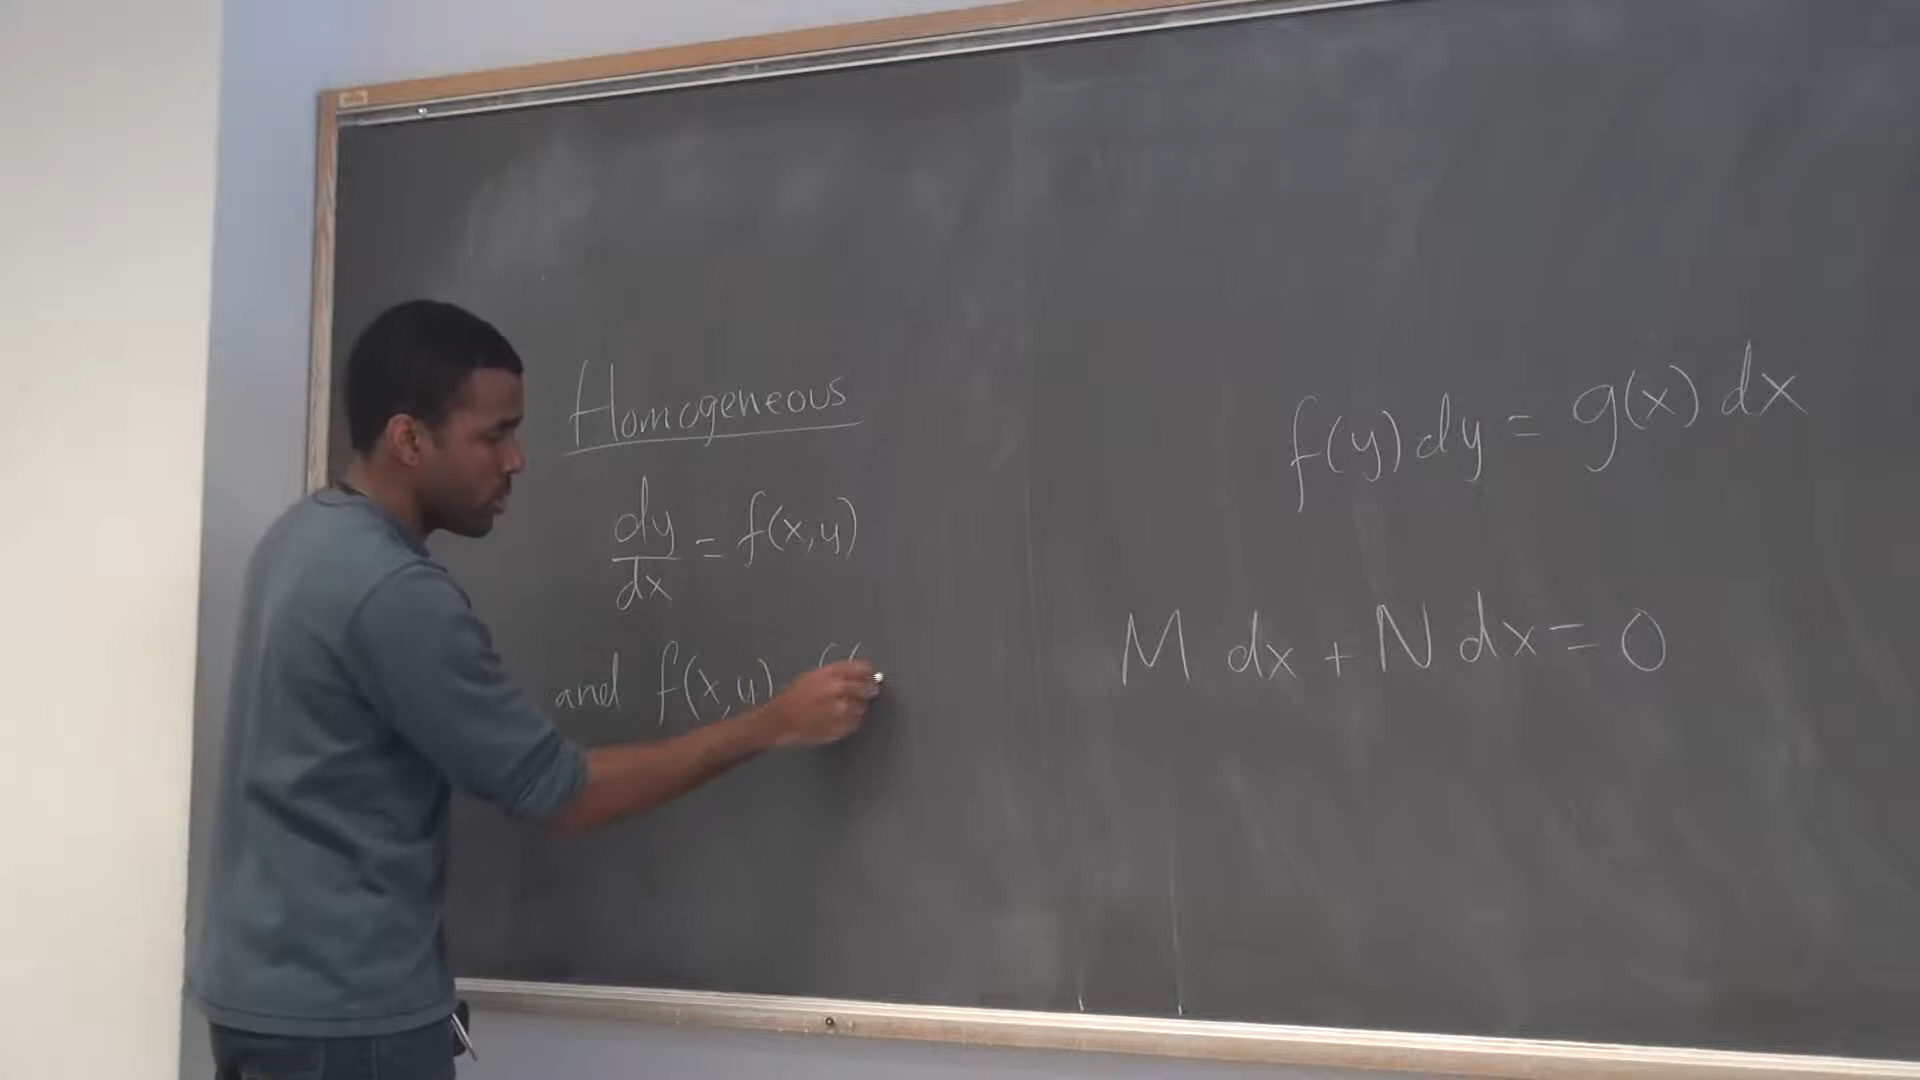 Homogeneous
dy/dx = f(x,y)
and f(x,y) f(
f(y) dy = g(x) dx
M dx + N dx = 0